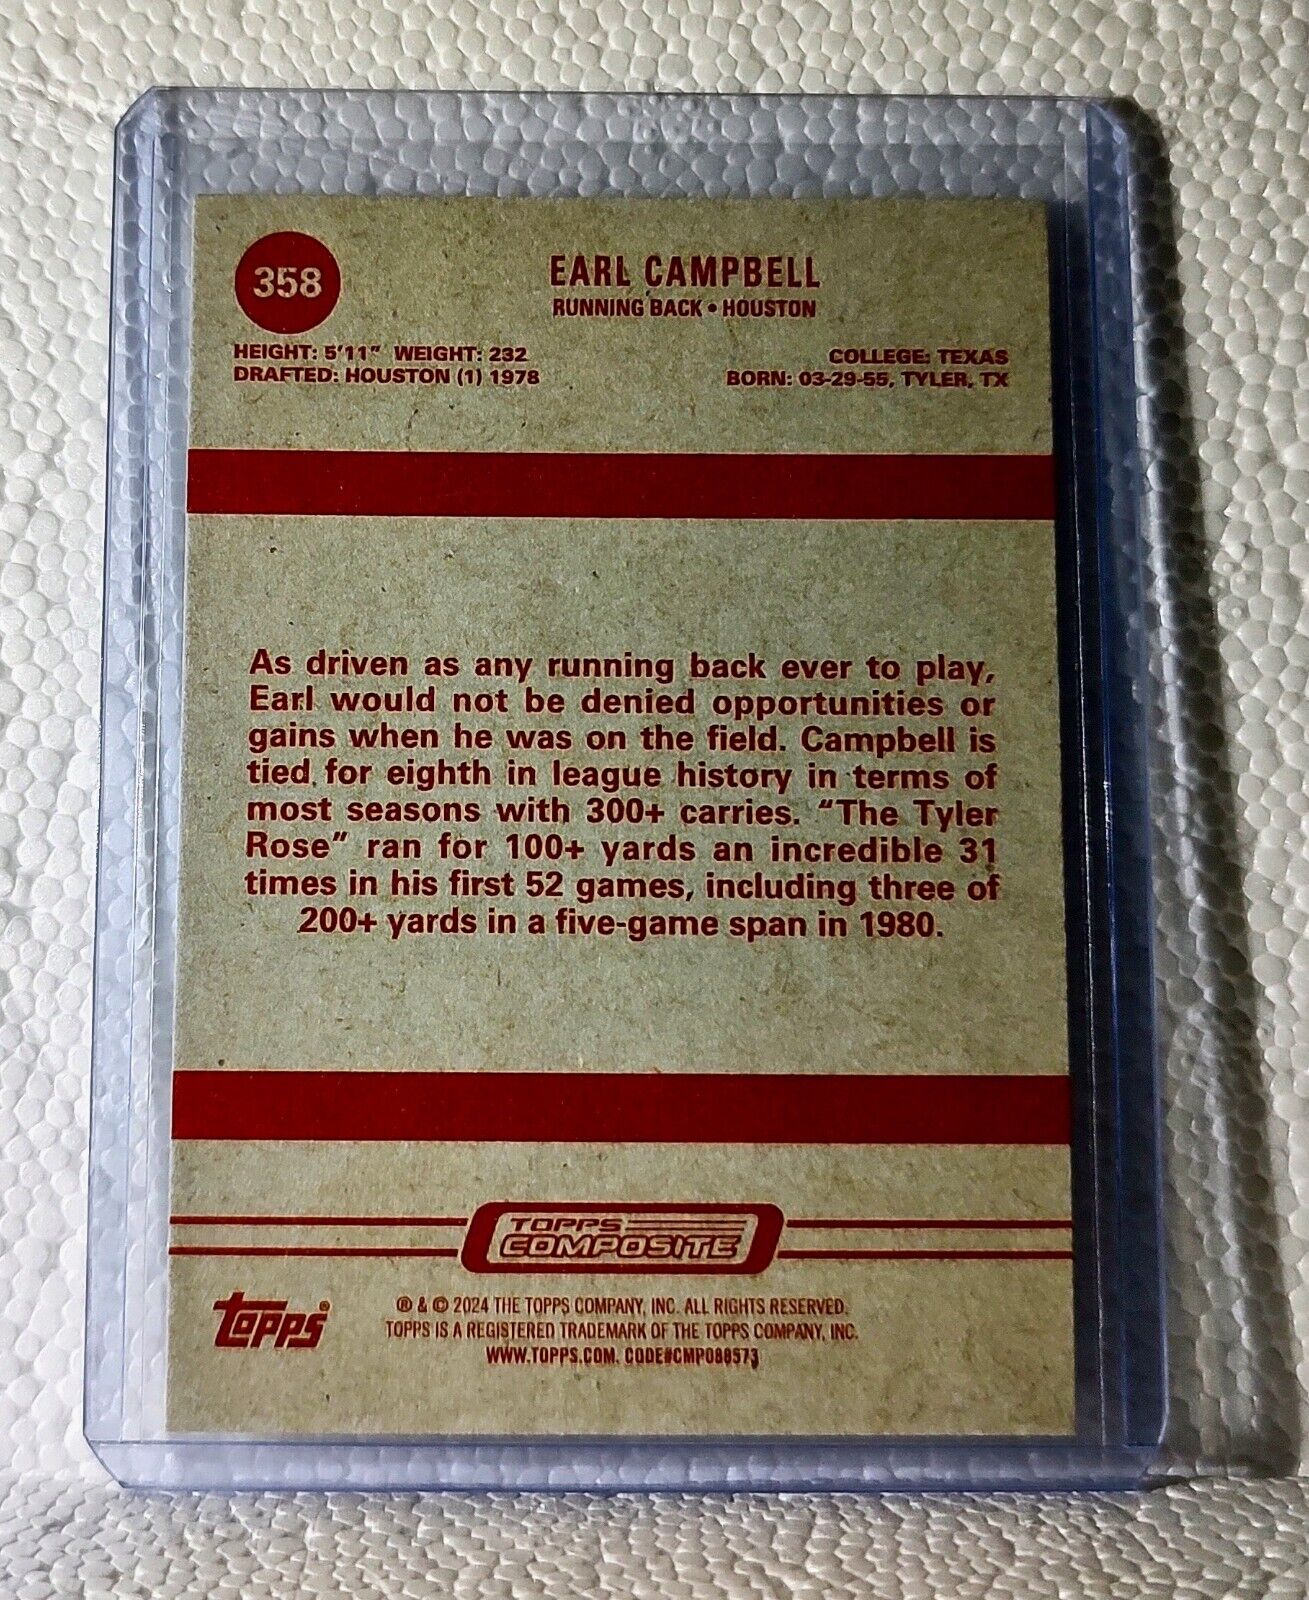 358
EARL CAMPBELL
RUNNING BACK • HOUSTON
HEIGHT: 5'11" WEIGHT: 232
DRAFTED: HOUSTON (1) 1978
COLLEGE: TEXAS
BORN: 03-29-55, TYLER, TX
As driven as any running back ever to play,
Earl would not be denied opportunities or
gains when he was on the field. Campbell is
tied for eighth in league history in terms of
most seasons with 300+ carries. "The Tyler
Rose" ran for 100+ yards an incredible 31
times in his first 52 games, including three of
200+ yards in a five-game span in 1980.
TOPPS
COMPOSITE
topps®
® & © 2024 THE TOPPS COMPANY, INC. ALL RIGHTS RESERVED.
TOPPS IS A REGISTERED TRADEMARK OF THE TOPPS COMPANY, INC.
WWW.TOPPS.COM. CODE#CMP088573